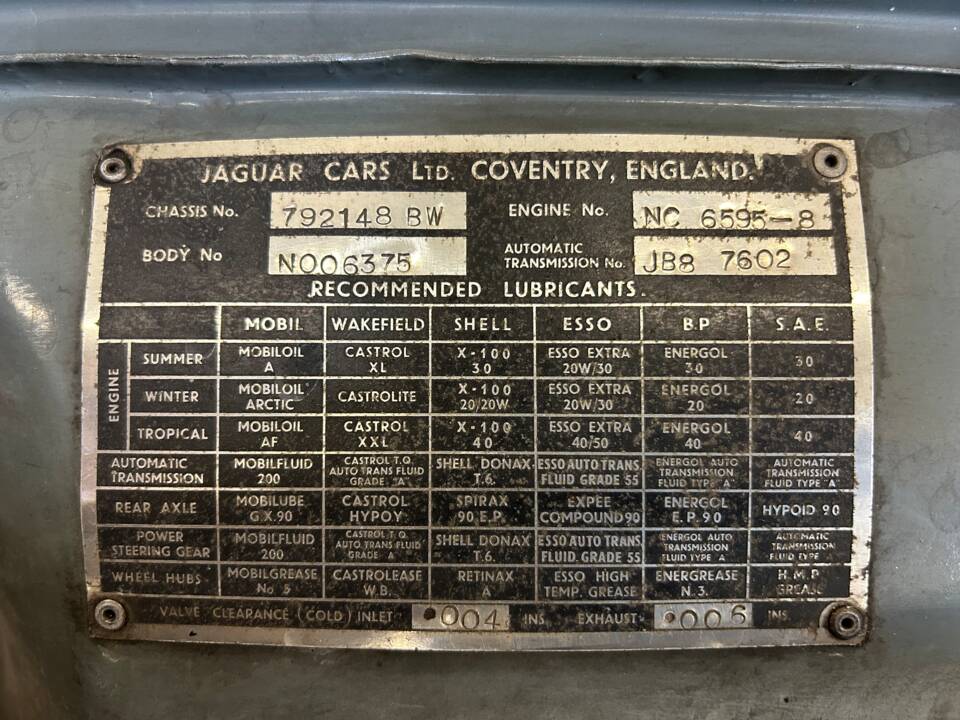 JAGUAR CARS LTD. COVENTRY, ENGLAND.
CHASSIS No. 792148 BW ENGINE No. NC 6595-8
BODY No N006375 AUTOMATIC TRANSMISSION No. JB8 7602
RECOMMENDED LUBRICANTS.
MOBIL WAKEFIELD SHELL ESSO B.P S.A.E.
ENGINE
SUMMER MOBILOIL A CASTROL XL X-100 30 ESSO EXTRA 20W/30 ENERGOL 30 30
WINTER MOBILOIL ARCTIC CASTROLITE X-100 20/20W ESSO EXTRA 20W/30 ENERGOL 20 20
TROPICAL MOBILOIL AF CASTROL XXL X-100 40 ESSO EXTRA 40/50 ENERGOL 40 40
AUTOMATIC TRANSMISSION MOBILFLUID 200 CASTROL T.Q. AUTO TRANS FLUID GRADE "A" SHELL DONAX T.6. ESSO AUTO TRANS. FLUID GRADE 55 ENERGOL AUTO TRANSMISSION FLUID TYPE "A" AUTOMATIC TRANSMISSION FLUID TYPE "A"
REAR AXLE MOBILUBE G.X.90 CASTROL HYPOY SPIRAX 90 E.P. EXPEE COMPOUND 90 ENERGOL E.P. 90 HYPOID 90
POWER STEERING GEAR MOBILFLUID 200 CASTROL T.Q. AUTO TRANS FLUID GRADE "A" SHELL DONAX T.6. ESSO AUTO TRANS. FLUID. GRADE 55 ENERGOL AUTO TRANSMISSION FLUID TYPE "A" AUTOMATIC TRANSMISSION FLUID TYPE
WHEEL HUBS MOBILGREASE No 5 CASTROLEASE W.B. RETINAX A ESSO HIGH TEMP. GREASE ENERGREASE N.3. H.M.P. GREASE
VALVE CLEARANCE (COLD) INLET .004 INS. EXHAUST .006 INS.